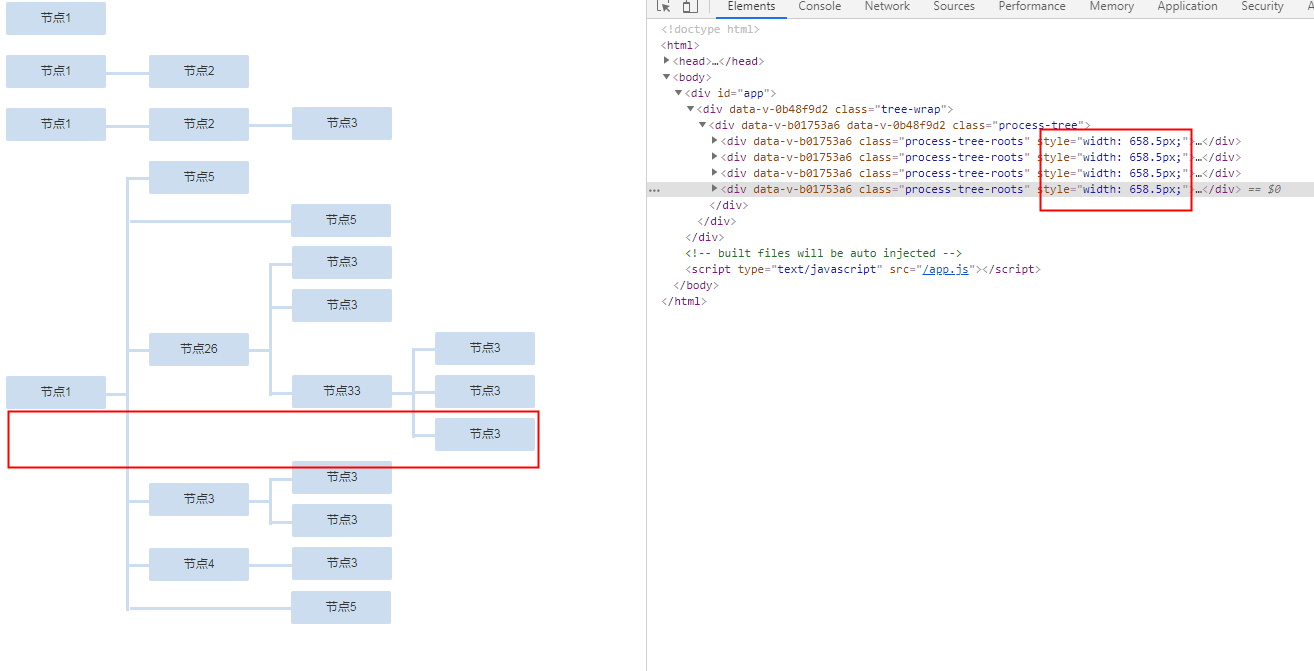 节点1
节点1 节点2
节点1 节点2 节点3
节点5
节点5
节点3
节点3
节点26
节点3
节点33
节点3
节点1
节点3
节点3
节点3
节点3
节点4
节点3
节点5
Elements Console Network Sources Performance Memory Application Security A
<!doctype html>
<html>
<head>…</head>
<body>
<div id="app">
<div data-v-0b48f9d2 class="tree-wrap">
<div data-v-b01753a6 data-v-0b48f9d2 class="process-tree">
<div data-v-b01753a6 class="process-tree-roots" style="width: 658.5px;">…</div>
<div data-v-b01753a6 class="process-tree-roots" style="width: 658.5px;">…</div>
<div data-v-b01753a6 class="process-tree-roots" style="width: 658.5px;">…</div>
<div data-v-b01753a6 class="process-tree-roots" style="width: 658.5px;">…</div> == $0
</div>
</div>
</div>
<!-- built files will be auto injected -->
<script type="text/javascript" src="/app.js"></script>
</body>
</html>